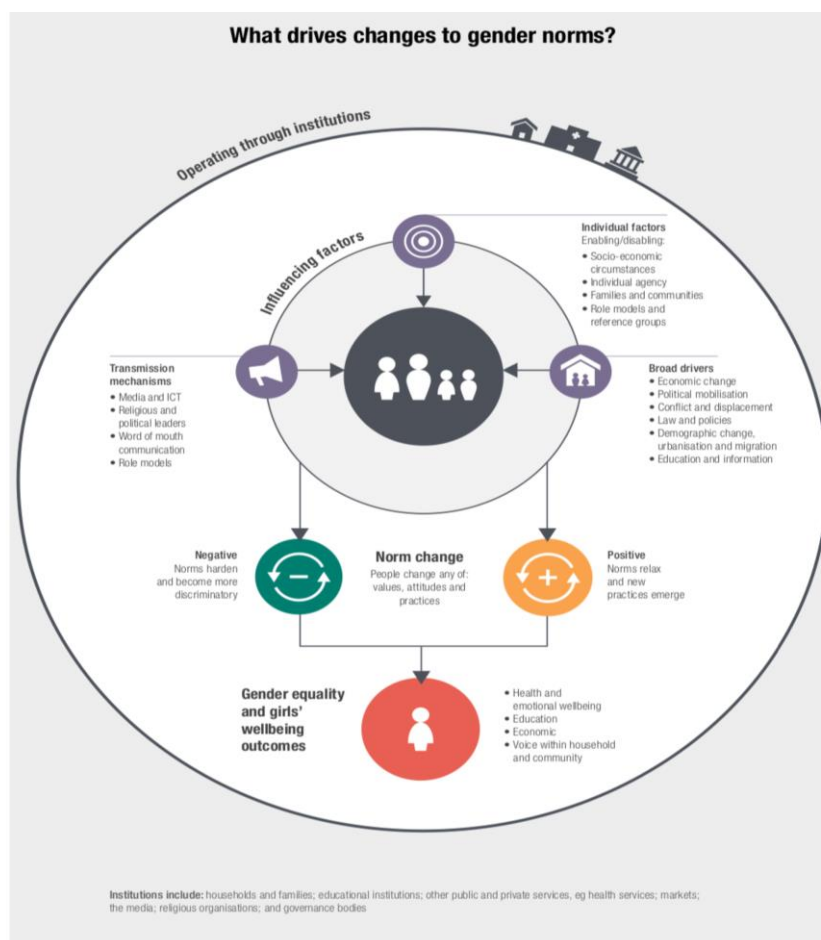 What drives changes to gender norms?
Operating through institutions
Influencing factors
Individual factors
Enabling/disabling:
• Socio-economic
circumstances
• Individual agency
• Families and communities
• Role models and
reference groups
Transmission
mechanisms
• Media and ICT
• Religious and
political leaders
• Word of mouth
communication
• Role models
Broad drivers
• Economic change
• Political mobilisation
• Conflict and displacement
• Law and policies
• Demographic change,
urbanisation and migration
• Education and information
Negative
Norms harden
and become more
discriminatory
Norm change
People change any of:
values, attitudes and
practices
Positive
Norms relax
and new
practices emerge
Gender equality
and girls'
wellbeing
outcomes
• Health and
emotional wellbeing
• Education
• Economic
• Voice within household
and community
Institutions include: households and families; educational institutions; other public and private services, eg health services; markets;
the media; religious organisations; and governance bodies